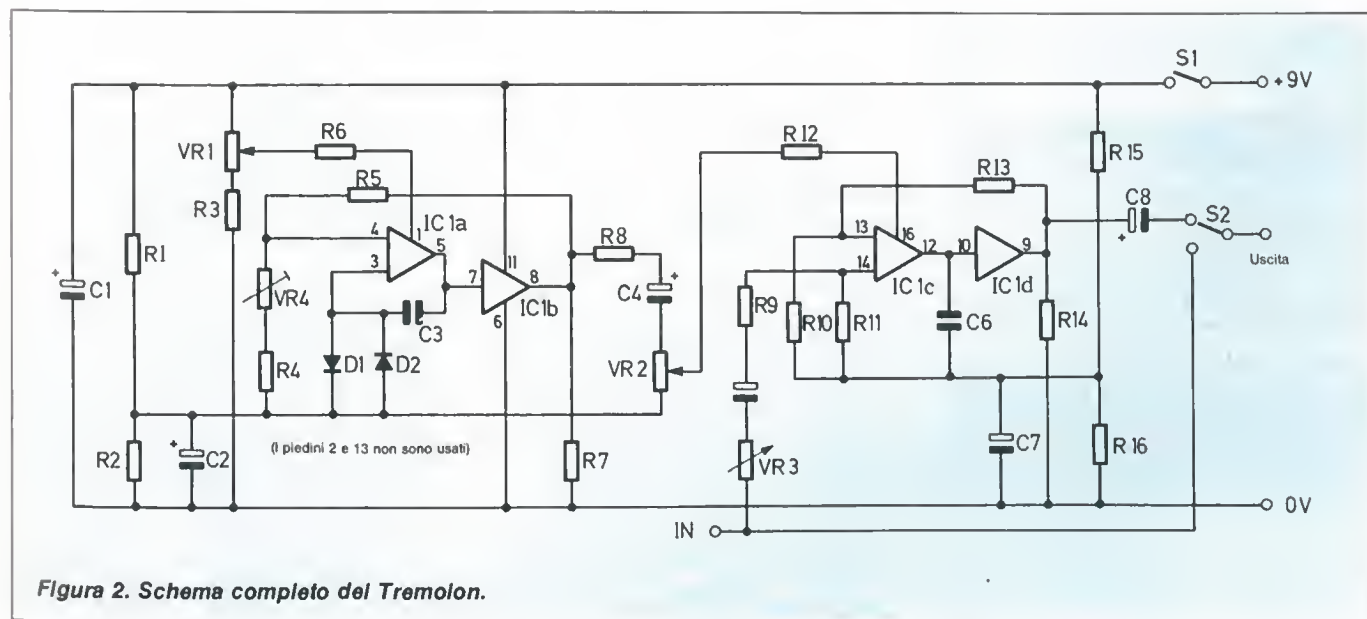 S1
+9V
R6
R12
VR1
R5
R13
R15
C8
S2
R3
IC1a
4
1
5
13
16
12
10
9
R1
3
R8
14
IC1c
IC1d
Uscita
11
7
8
C1
VR4
6
IC1b
C4
R9
C3
R10
R11
C6
R14
R4
D1
D2
VR2
(I piedini 2 e 13 non sono usati)
R2
C2
R7
VR3
C7
R16
IN
0V
Figura 2. Schema completo del Tremolon.